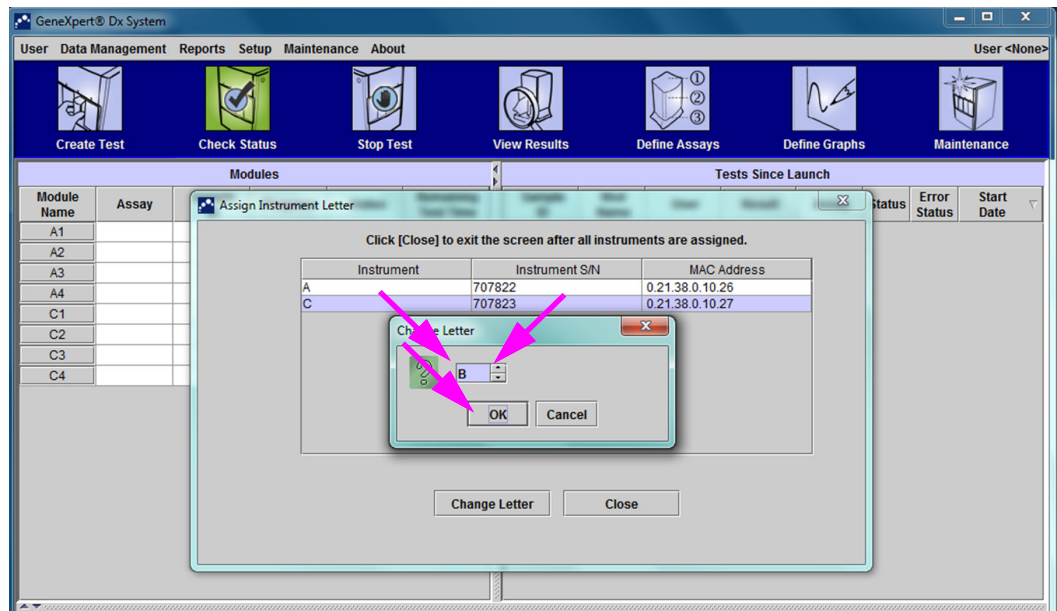 GeneXpert® Dx System
User Data Management Reports Setup Maintenance About User <None>
Create Test Check Status Stop Test View Results Define Assays Define Graphs Maintenance
Modules Tests Since Launch
Module Name Assay Status Error Status Start Date
Assign Instrument Letter
Click [Close] to exit the screen after all instruments are assigned.
Instrument Instrument S/N MAC Address
A 707822 0.21.38.0.10.26
C 707823 0.21.38.0.10.27
A1
A2
A3
A4
C1
C2
C3
C4
Letter
B
OK Cancel
Change Letter Close